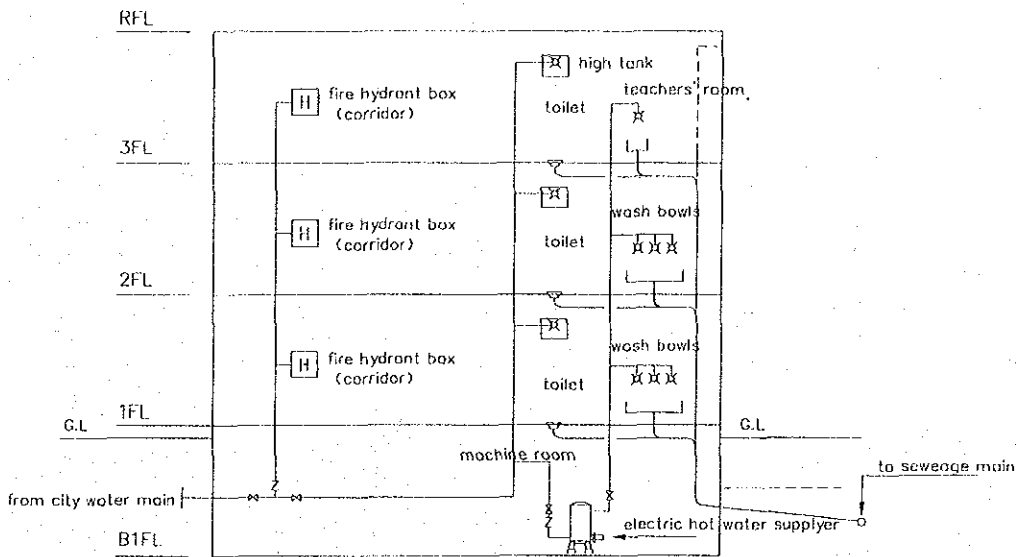 RFL
high tank
teachers' room
fire hydrant box
(corridor)
H
toilet
3FL
wash bowls
fire hydrant box
(corridor)
H
toilet
2FL
wash bowls
fire hydrant box
(corridor)
H
toilet
1FL
G.L
G.L
machine room
to seweage main
from city water main
electric hot water supplyer
B1FL